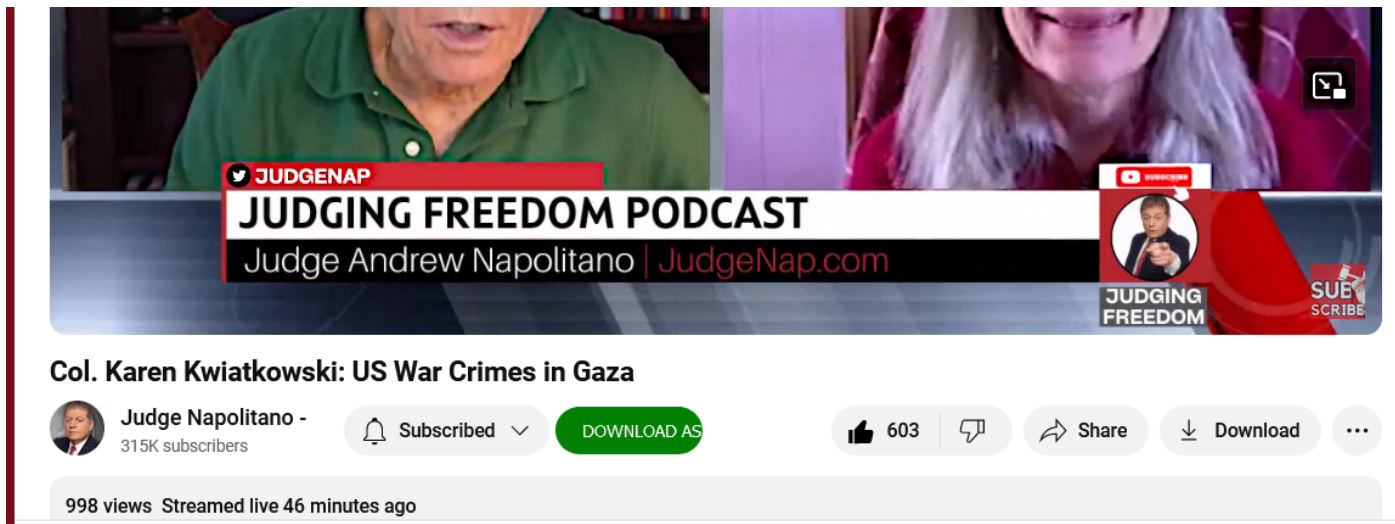 JUDGENAP
SUBSCRIBE
JUDGING FREEDOM PODCAST
Judge Andrew Napolitano | JudgeNap.com
JUDGING
FREEDOM
SUB
SCRIBE
Col. Karen Kwiatkowski: US War Crimes in Gaza
Judge Napolitano -
315K subscribers
Subscribed
DOWNLOAD AS
603
Share
Download
998 views Streamed live 46 minutes ago